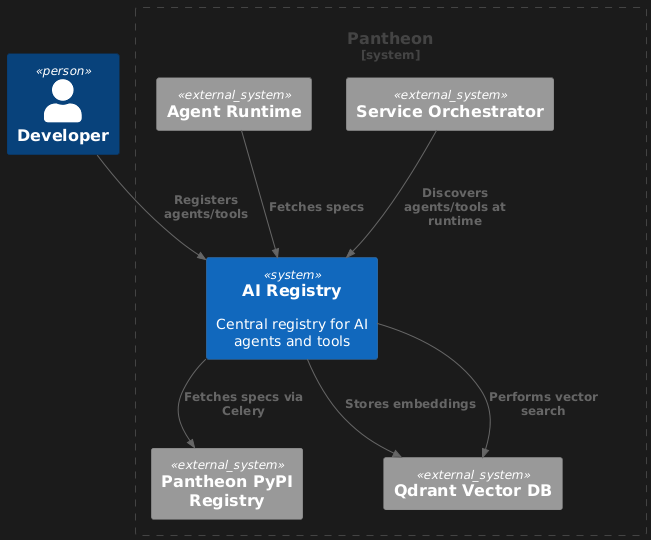 Pantheon
[system]
«person»
Developer
«external_system»
Agent Runtime
«external_system»
Service Orchestrator
Registers
agents/tools
Fetches specs
Discovers
agents/tools at
runtime
«system»
AI Registry
Central registry for AI
agents and tools
Fetches specs via
Celery
Stores embeddings
Performs vector
search
«external_system»
Pantheon PyPI
Registry
«external_system»
Qdrant Vector DB